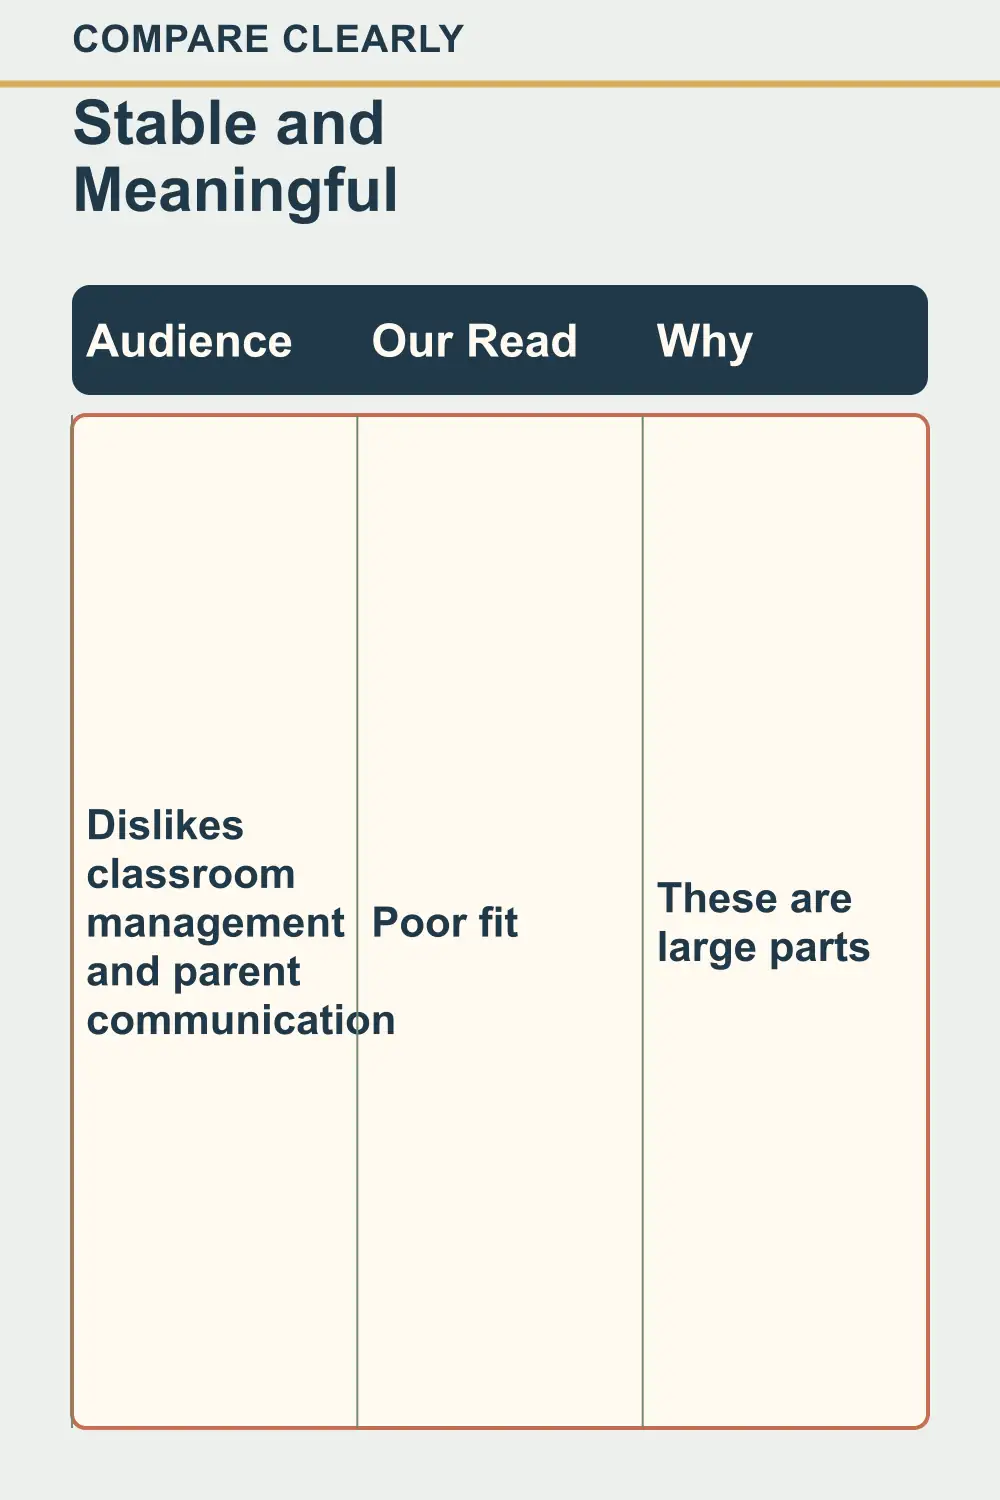 COMPARE CLEARLY
Stable and
Meaningful
Audience
Our Read
Why
Dislikes
classroom
management
and parent
communication
Poor fit
These are
large parts